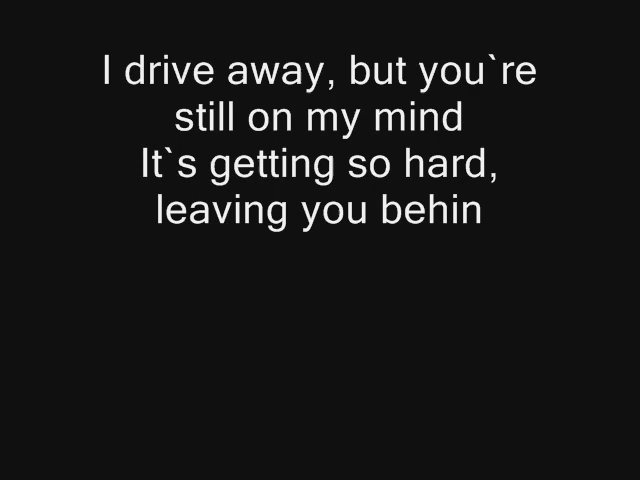 I drive away, but you`re
still on my mind
It`s getting so hard,
leaving you behin